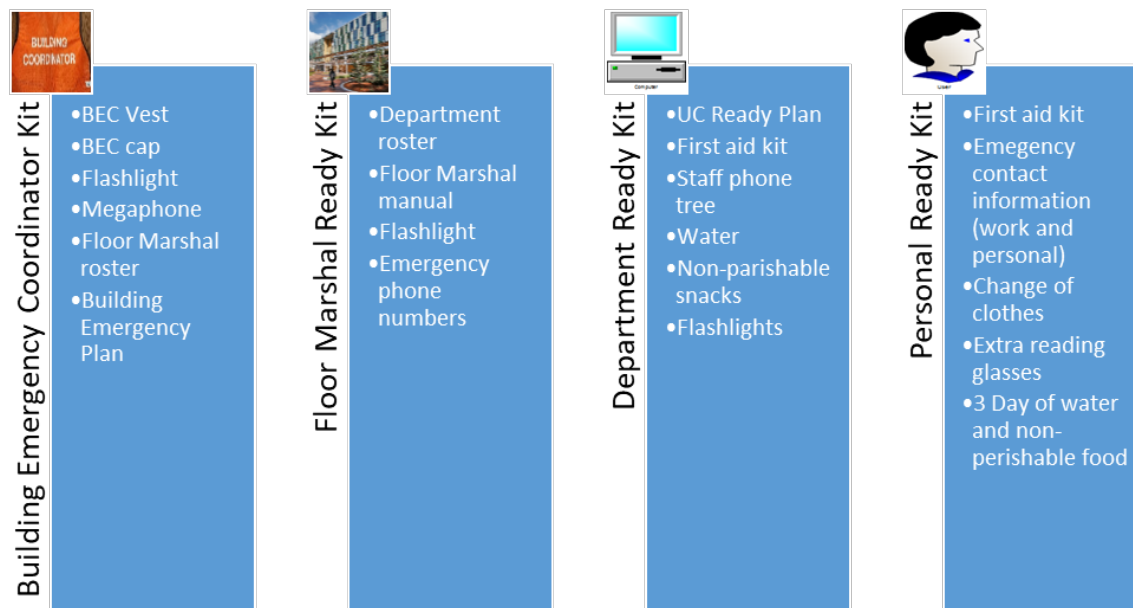 BUILDING
COORDINATOR
Building Emergency Coordinator Kit
•BEC Vest
•BEC cap
•Flashlight
•Megaphone
•Floor Marshal
roster
•Building
Emergency
Plan
Floor Marshal Ready Kit
•Department
roster
•Floor Marshal
manual
•Flashlight
•Emergency
phone
numbers
Computer
Department Ready Kit
•UC Ready Plan
•First aid kit
•Staff phone
tree
•Water
•Non-parishable
snacks
•Flashlights
User
Personal Ready Kit
•First aid kit
•Emegency
contact
information
(work and
personal)
•Change of
clothes
•Extra reading
glasses
•3 Day of water
and non-
perishable food